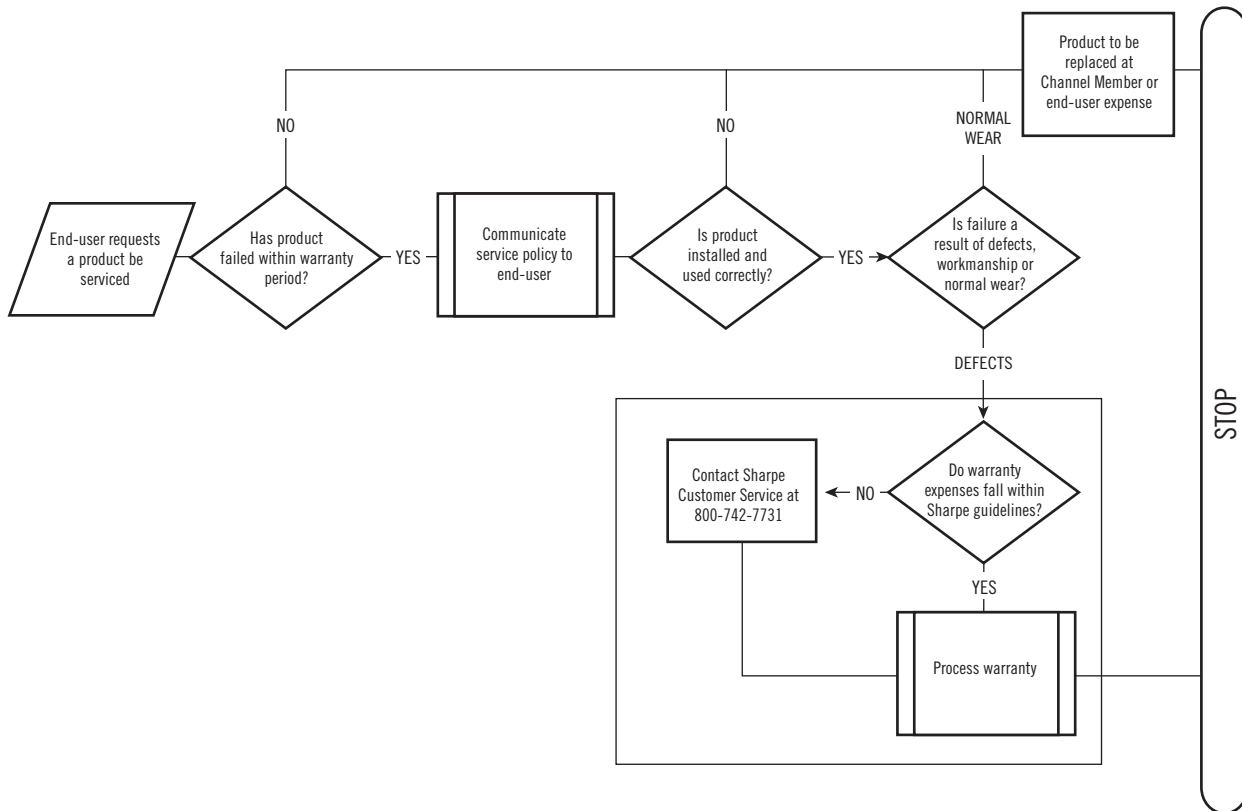 Product to be
replaced at
Channel Member or
end-user expense
NO
NO
NORMAL
WEAR
End-user requests
a product be
serviced
Has product
failed within warranty
period?
YES
Communicate
service policy to
end-user
Is product
installed and
used correctly?
YES
Is failure a
result of defects,
workmanship or
normal wear?
DEFECTS
STOP
Contact Sharpe
Customer Service at
800-742-7731
NO
Do warranty
expenses fall within
Sharpe guidelines?
YES
Process warranty